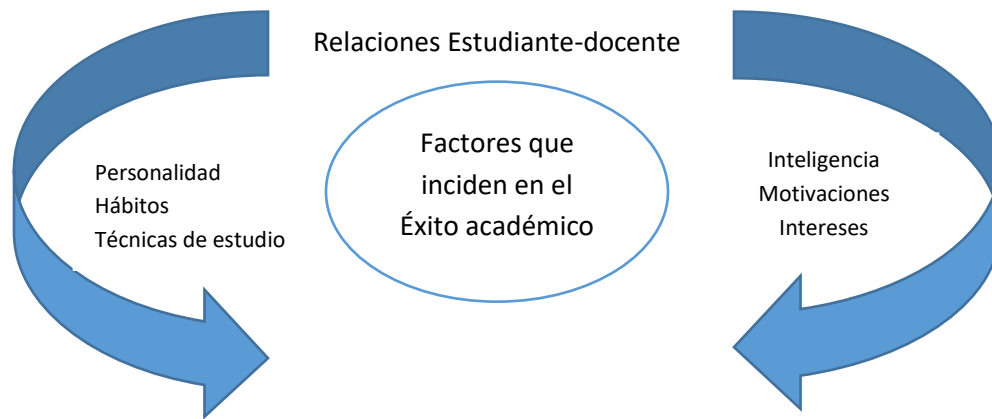 Relaciones Estudiante-docente
Factores que
inciden en el
Éxito académico
Personalidad
Hábitos
Técnicas de estudio
Inteligencia
Motivaciones
Intereses